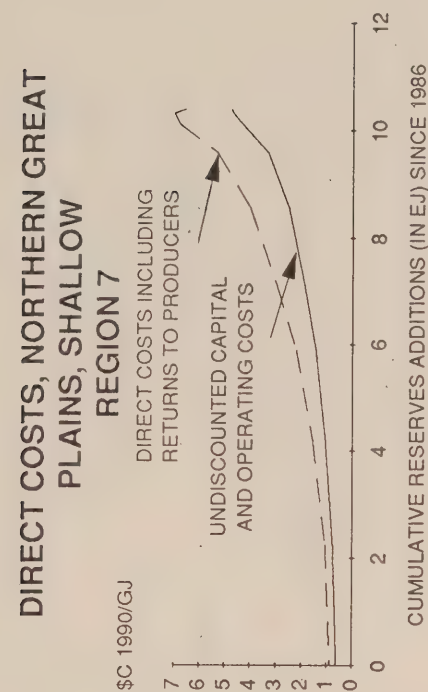 DIRECT COSTS, NORTHERN GREAT
PLAINS, SHALLOW
REGION 7
$C 1990/GJ
DIRECT COSTS INCLUDING
RETURNS TO PRODUCERS
UNDISCOUNTED CAPITAL
AND OPERATING COSTS
7
6
5
4
3
2
1
0
0 2 4 6 8 10 12
CUMULATIVE RESERVES ADDITIONS (IN EJ) SINCE 1986